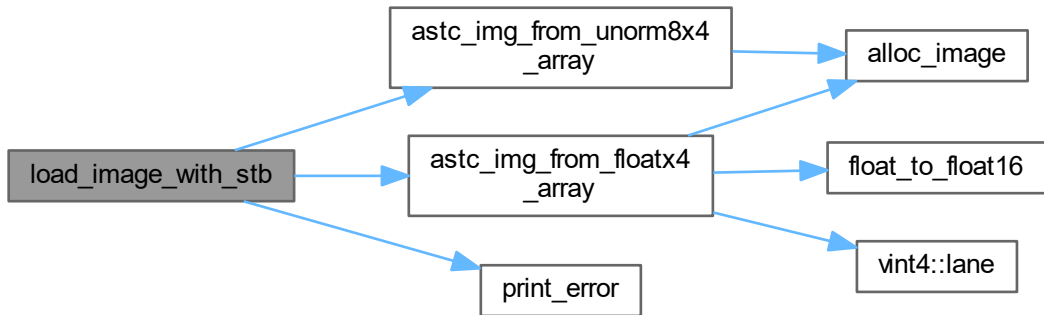 load_image_with_stb
astc_img_from_unorm8x4
_array
astc_img_from_floatx4
_array
print_error
alloc_image
float_to_float16
vint4::lane